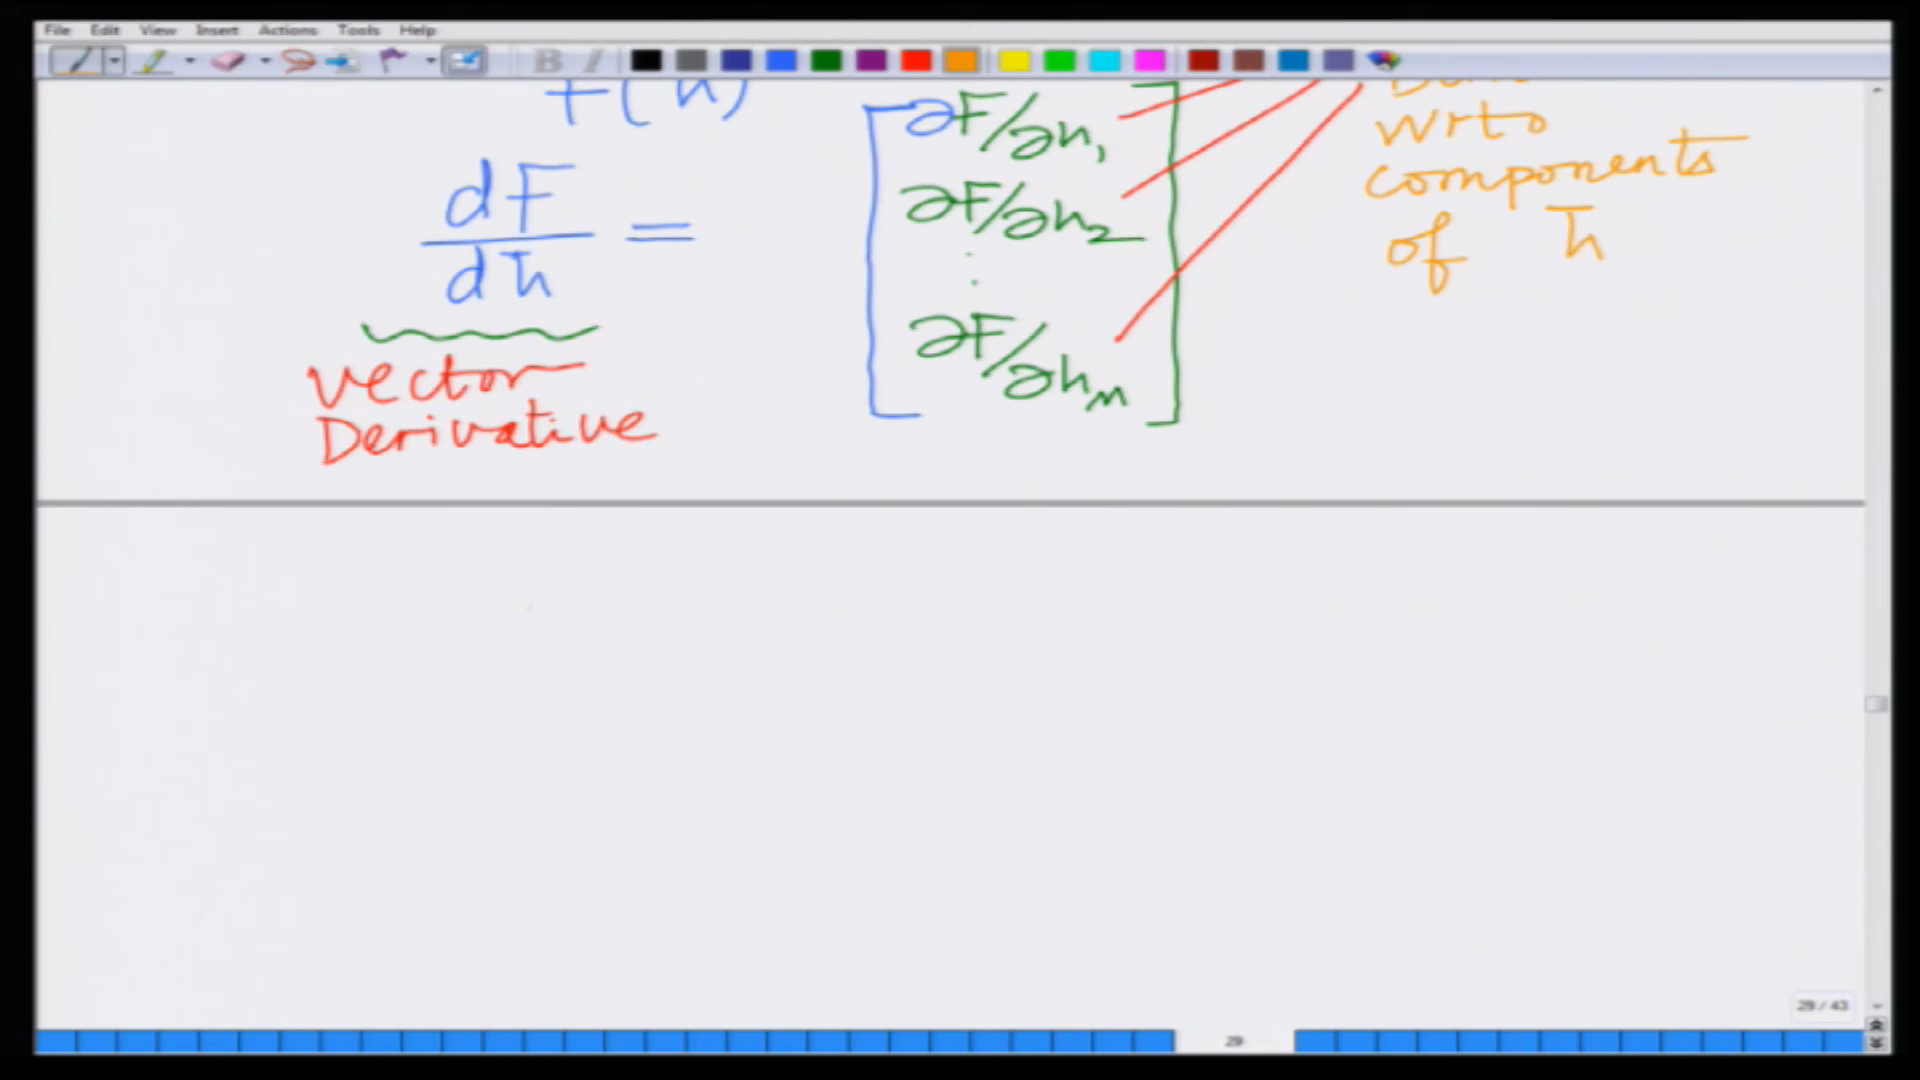 File Edit View Insert Actions Tools Help
B I
F(h̄)
dF/dh̄ =
∂F/∂h₁
∂F/∂h₂
⋮
∂F/∂hₘ
Vector
Derivative
wrto
components
of h̄
29 / 43
29